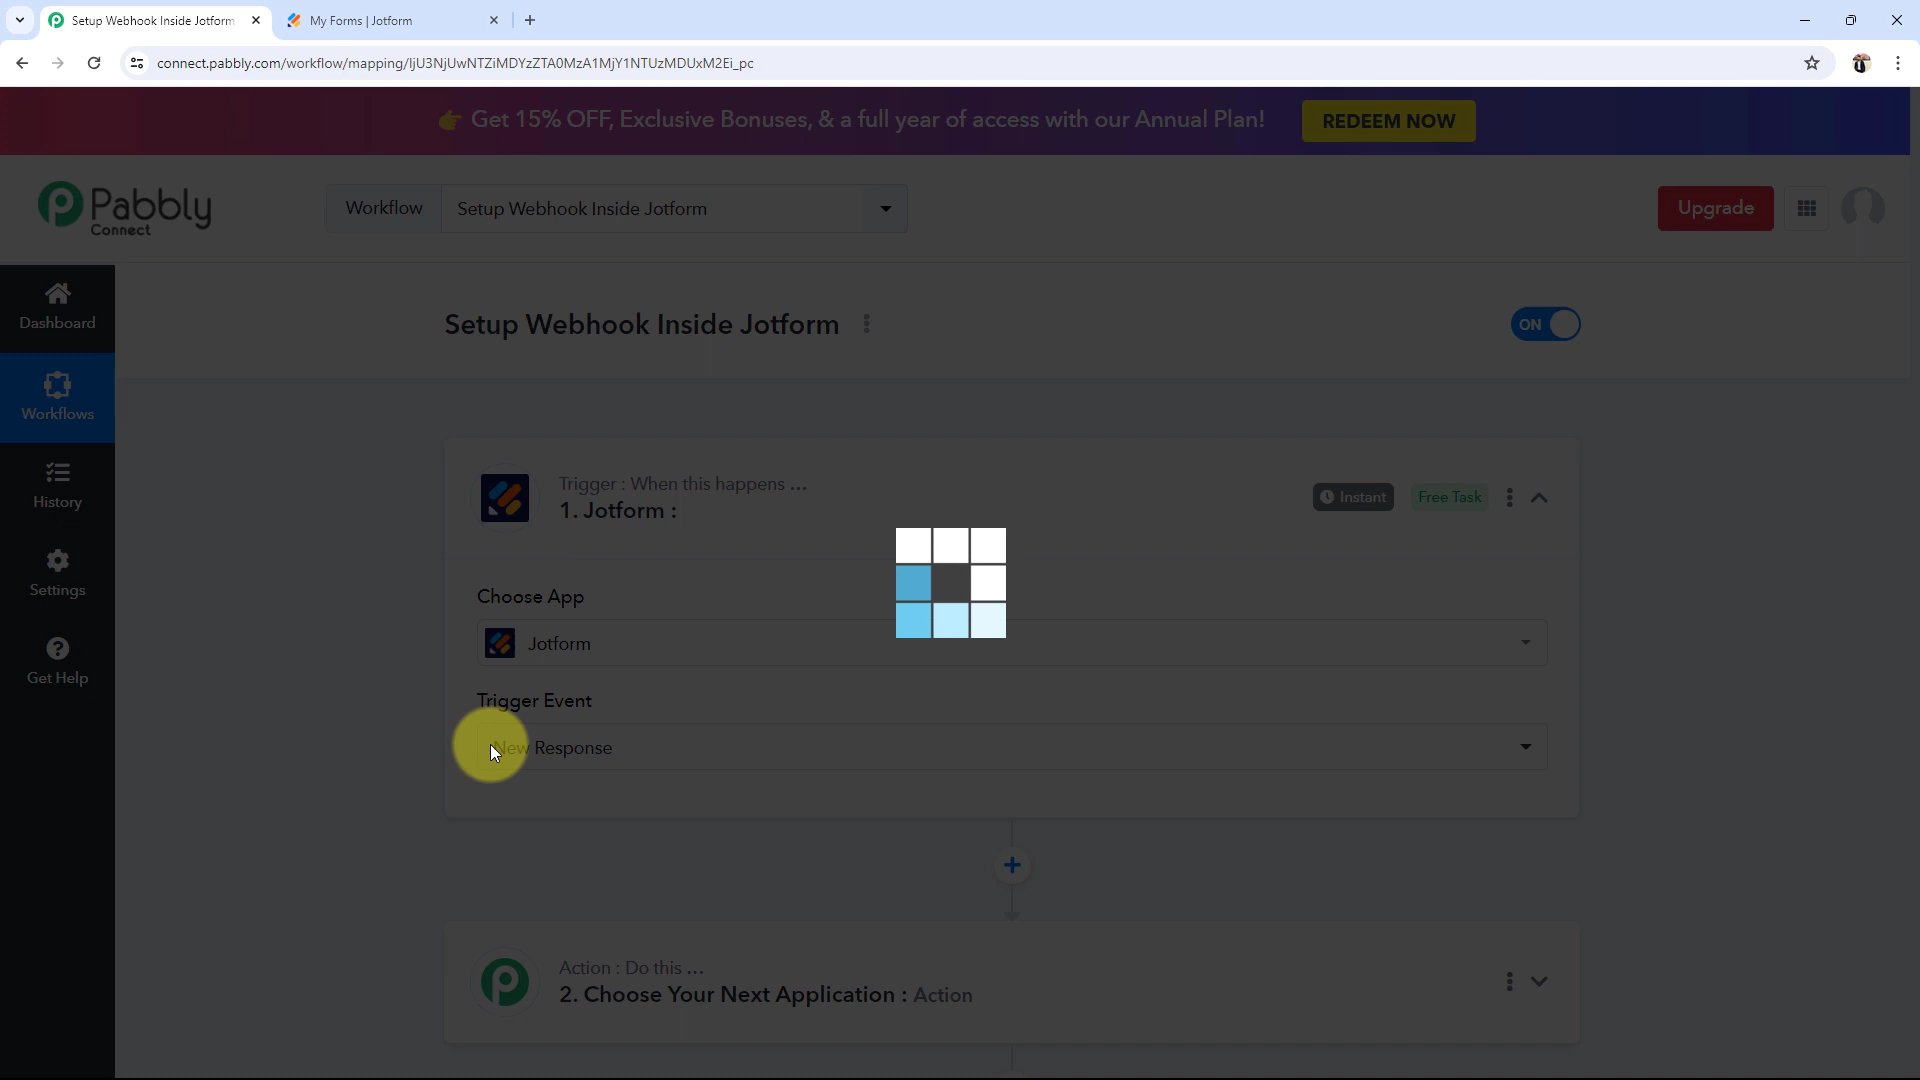 Setup Webhook Inside Jotform
My Forms | Jotform
connect.pabbly.com/workflow/mapping/IjU3NjUwNTZiMDYzZTA0MzA1MjY1NTUzMDUxM2Ei_pc
👉 Get 15% OFF, Exclusive Bonuses, & a full year of access with our Annual Plan!
REDEEM NOW
Pabbly
Connect
Workflow
Setup Webhook Inside Jotform
Upgrade
Dashboard
Workflows
History
Settings
Get Help
Setup Webhook Inside Jotform
ON
Trigger : When this happens ...
1. Jotform :
Instant
Free Task
Choose App
Jotform
Trigger Event
New Response
Action : Do this ...
2. Choose Your Next Application : Action